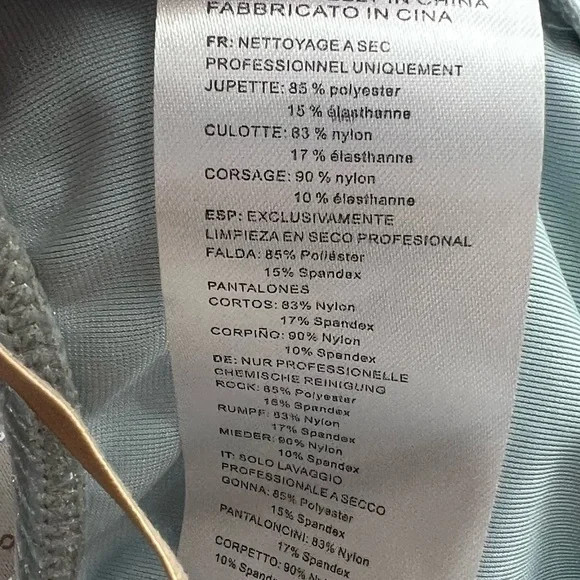 IN CHINA
FABBRICATO IN CINA
FR: NETTOYAGE A SEC
PROFESSIONNEL UNIQUEMENT
JUPETTE: 85 % polyester
15 % élasthanne
CULOTTE: 83 % nylon
17 % élasthanne
CORSAGE: 90 % nylon
10 % élasthanne
ESP: EXCLUSIVAMENTE
LIMPIEZA EN SECO PROFESIONAL
FALDA: 85% Poliéster
15% Spandex
PANTALONES
CORTOS: 83% Nylon
17% Spandex
CORPIÑO: 90% Nylon
10% Spandex
DE: NUR PROFESSIONELLE
CHEMISCHE REINIGUNG
ROCK: 85% Polyester
15% Spandex
RUMPF: 83% Nylon
17% Spandex
MIEDER: 90% Nylon
10% Spandex
IT: SOLO LAVAGGIO
PROFESSIONALE A SECCO
GONNA: 85% Polyester
15% Spandex
PANTALONCINI: 83% Nylon
17% Spandex
CORPETTO: 90% Nylon
10% Spandex